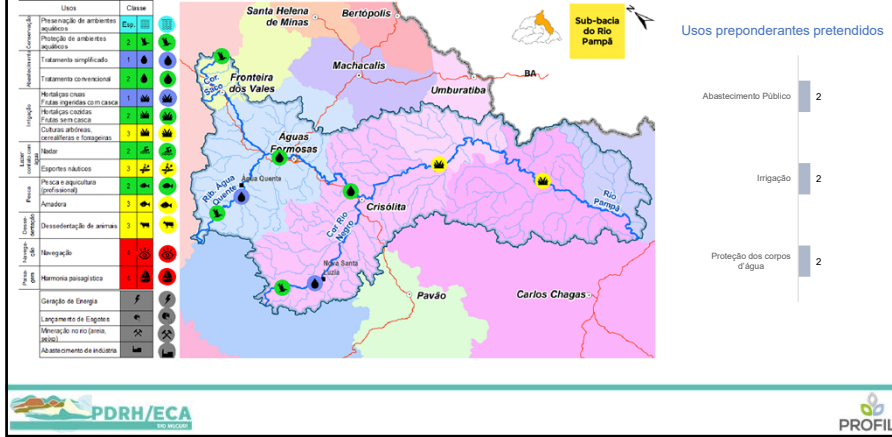 Usos
Classe
Conservação
Preservação de ambientes
aquáticos
Esp.
Proteção de ambientes
aquáticos
2
Abastecimento
Tratamento simplificado
1
Tratamento convencional
2
Irrigação
Hortaliças cruas
Frutas ingeridas com casca
1
Hortaliças cozidas
Frutas sem casca
2
Culturas arbóreas,
cerealíferas e forrageiras
3
Lazer
contato com
água
Nadar
2
Esportes náuticos
3
Pesca
Pesca e aquicultura
(profissional)
2
Amadora
3
Desse-
dentação
Dessedentação de animais
3
Navega-
ção
Navegação
4
Paisa-
gem
Harmonia paisagística
4
Geração de Energia
Lançamento de Esgotos
Mineração no rio (areia,
seixo)
Abastecimento de indústria
Santa Helena
de Minas
Bertópolis
Machacalis
Umburatiba
BA
Cor.
Saco
Fronteira
dos Vales
Águas
Formosas
Rib. Água
Quente
Água Quente
Crisólita
Cor Rio
Negro
Nova Santa
Luzia
Rio
Pampã
Pavão
Carlos Chagas
N
Sub-bacia
do Rio
Pampã
Usos preponderantes pretendidos
Abastecimento Público
2
Irrigação
2
Proteção dos corpos
d'água
2
PDRH/ECA
RIO MUCURI
PROFILL